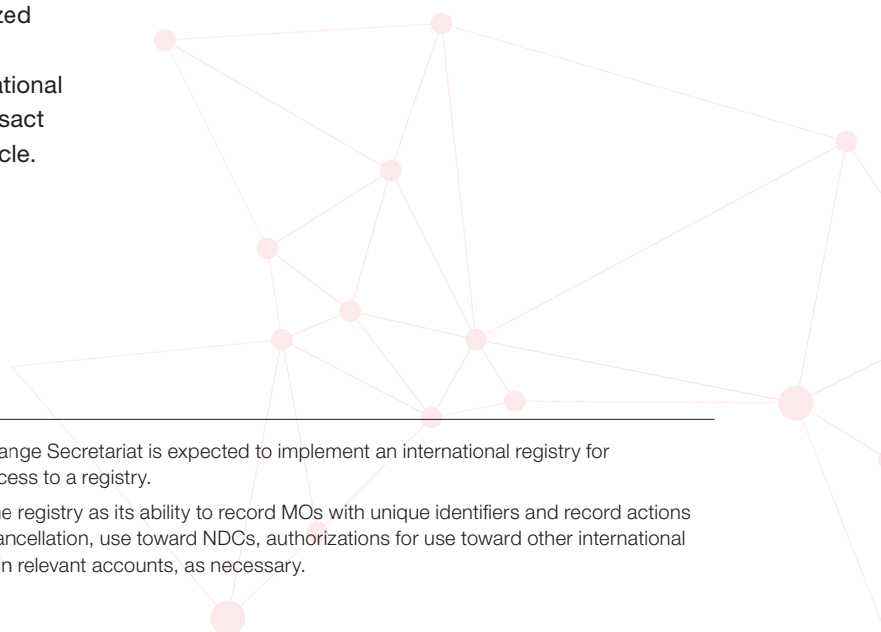 zed
ational
sact
cle.
ange Secretariat is expected to implement an international registry for
cess to a registry.
he registry as its ability to record MOs with unique identifiers and record actions
ancellation, use toward NDCs, authorizations for use toward other international
in relevant accounts, as necessary.